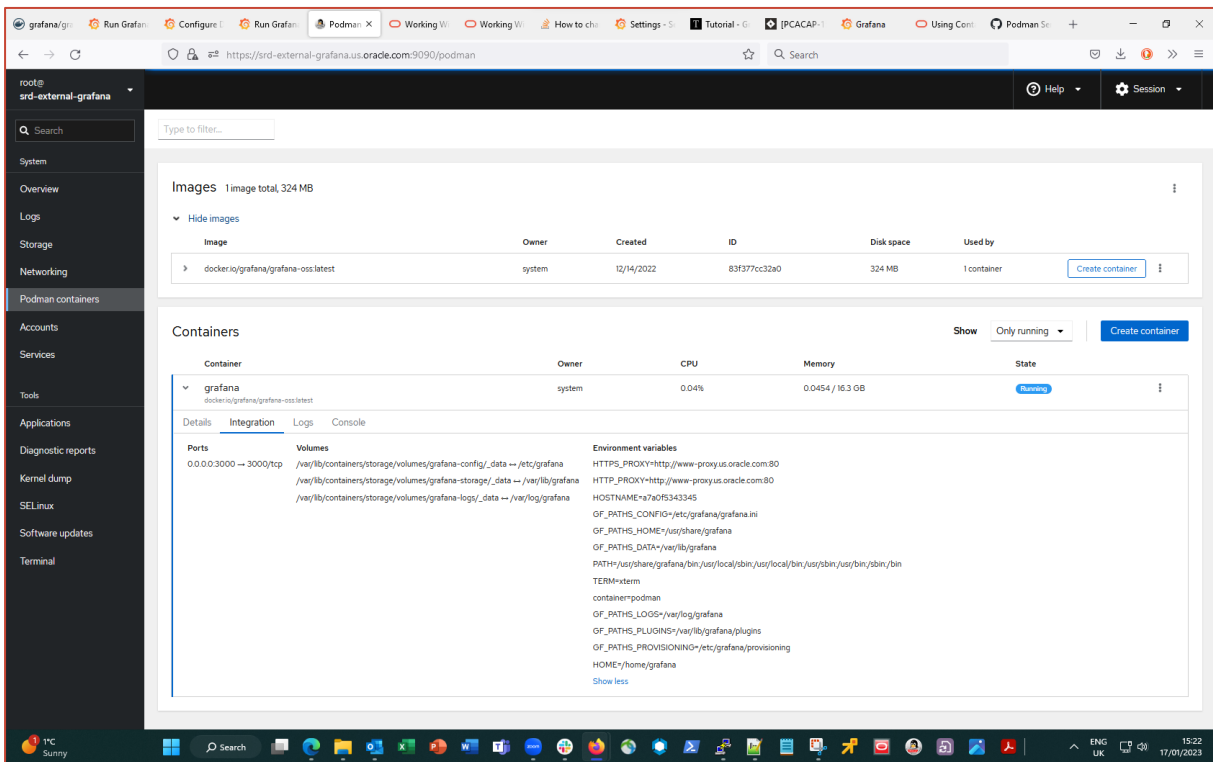 grafana/gra
Run Grafan
Configure D
Run Grafan
Podman
Working Wi
Working Wi
How to cha
Settings - S
Tutorial - G
[PCACAP-1
Grafana
Using Cont
Podman Se
https://srd-external-grafana.us.oracle.com:9090/podman
Search
root@
srd-external-grafana
Help
Session
Search
Type to filter...
System
Overview
Logs
Storage
Networking
Podman containers
Accounts
Services
Tools
Applications
Diagnostic reports
Kernel dump
SELinux
Software updates
Terminal
Images 1 image total, 324 MB
Hide images
Image Owner Created ID Disk space Used by
docker.io/grafana/grafana-oss:latest system 12/14/2022 83f377cc32a0 324 MB 1 container Create container
Containers Show Only running Create container
Container Owner CPU Memory State
grafana system 0.04% 0.0454 / 16.3 GB Running
docker.io/grafana/grafana-oss:latest
Details Integration Logs Console
Ports
0.0.0.0:3000 → 3000/tcp
Volumes
/var/lib/containers/storage/volumes/grafana-config/_data ↔ /etc/grafana
/var/lib/containers/storage/volumes/grafana-storage/_data ↔ /var/lib/grafana
/var/lib/containers/storage/volumes/grafana-logs/_data ↔ /var/log/grafana
Environment variables
HTTPS_PROXY=http://www-proxy.us.oracle.com:80
HTTP_PROXY=http://www-proxy.us.oracle.com:80
HOSTNAME=a7a0f5343345
GF_PATHS_CONFIG=/etc/grafana/grafana.ini
GF_PATHS_HOME=/usr/share/grafana
GF_PATHS_DATA=/var/lib/grafana
PATH=/usr/share/grafana/bin:/usr/local/sbin:/usr/local/bin:/usr/sbin:/usr/bin:/sbin:/bin
TERM=xterm
container=podman
GF_PATHS_LOGS=/var/log/grafana
GF_PATHS_PLUGINS=/var/lib/grafana/plugins
GF_PATHS_PROVISIONING=/etc/grafana/provisioning
HOME=/home/grafana
Show less
1°C
Sunny
Search
ENG
UK
15:22
17/01/2023